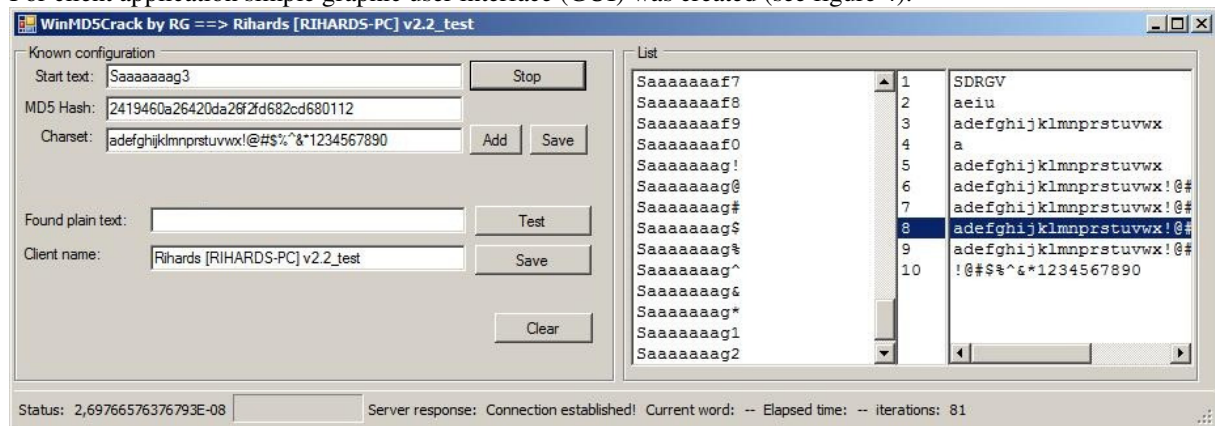 For client application simple graphic user interface (GUI) was created (see figure 4).
WinMD5Crack by RG ==> Rihards [RIHARDS-PC] v2.2_test
Known configuration
Start text: Saaaaaaag3 Stop
MD5 Hash: 2419460a26420da26f2fd682cd680112
Charset: adefghijklmnprstuvwx!@#$%^&*1234567890 Add Save
Found plain text: Test
Client name: Rihards [RIHARDS-PC] v2.2_test Save
Clear
List
Saaaaaaaf7
Saaaaaaaf8
Saaaaaaaf9
Saaaaaaaf0
Saaaaaaag!
Saaaaaaag@
Saaaaaaag#
Saaaaaaag$
Saaaaaaag%
Saaaaaaag^
Saaaaaaag&
Saaaaaaag*
Saaaaaaag1
Saaaaaaag2
1 SDRGV
2 aeiu
3 adefghijklmnprstuvwx
4 a
5 adefghijklmnprstuvwx
6 adefghijklmnprstuvwx!@#
7 adefghijklmnprstuvwx!@#
8 adefghijklmnprstuvwx!@#
9 adefghijklmnprstuvwx!@#
10 !@#$%^&*1234567890
Status: 2,69766576376793E-08 Server response: Connection established! Current word: -- Elapsed time: -- iterations: 81